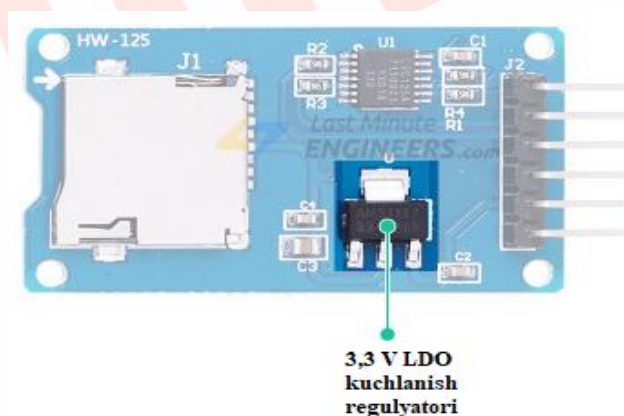 HW-125
J1
R2
R3
U1
C1
R4
R1
J2
Last Minute
ENGINEERS.com
C3
C2
3,3 V LDO
kuchlanish
regulyatori